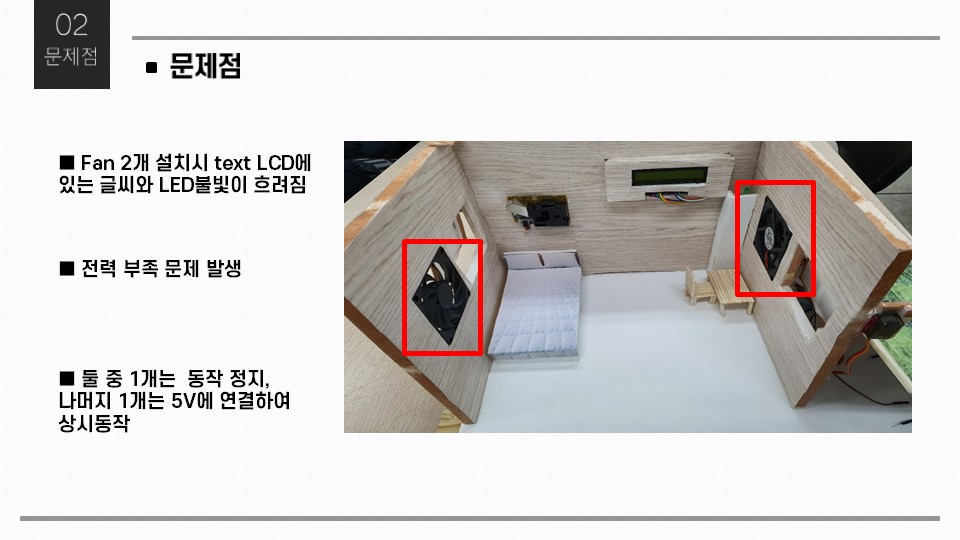 02
문제점
▪ 문제점
■ Fan 2개 설치시 text LCD에
있는 글씨와 LED불빛이 흐려짐
■ 전력 부족 문제 발생
■ 둘 중 1개는 동작 정지,
나머지 1개는 5V에 연결하여
상시동작